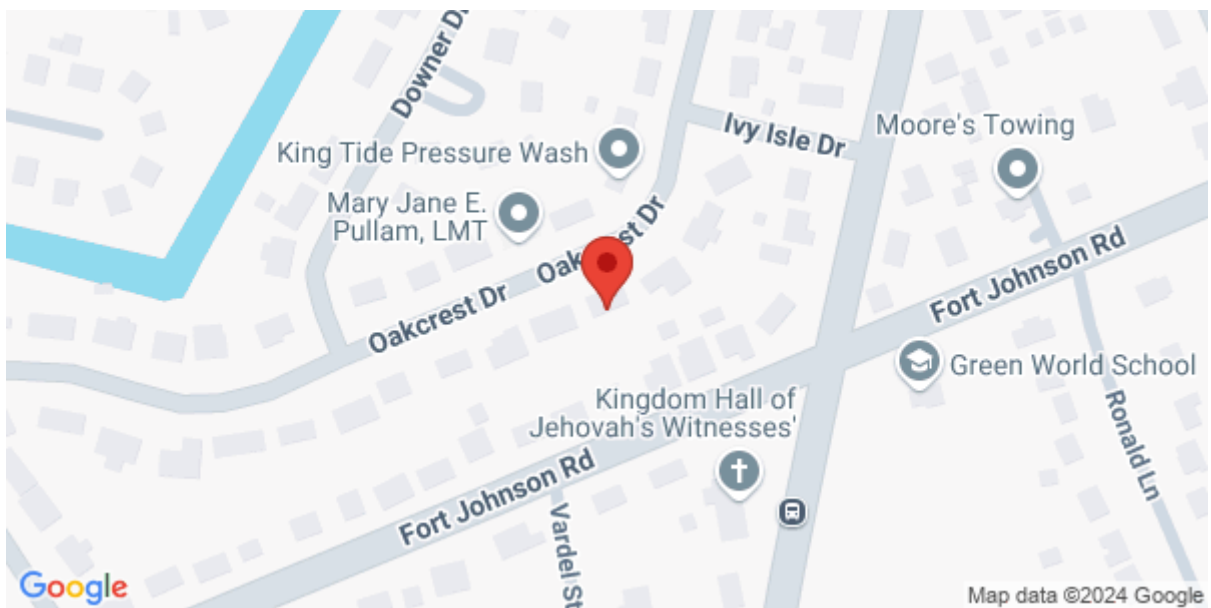 Downer Dr
Ivy Isle Dr
Moore's Towing
King Tide Pressure Wash
Mary Jane E.
Pullam, LMT
Fort Johnson Rd
Oakcrest Dr
Green World School
Kingdom Hall of
Jehovah's Witnesses'
Ronald Ln
Fort Johnson Rd
Vardel St
Google
Map data ©2024 Google